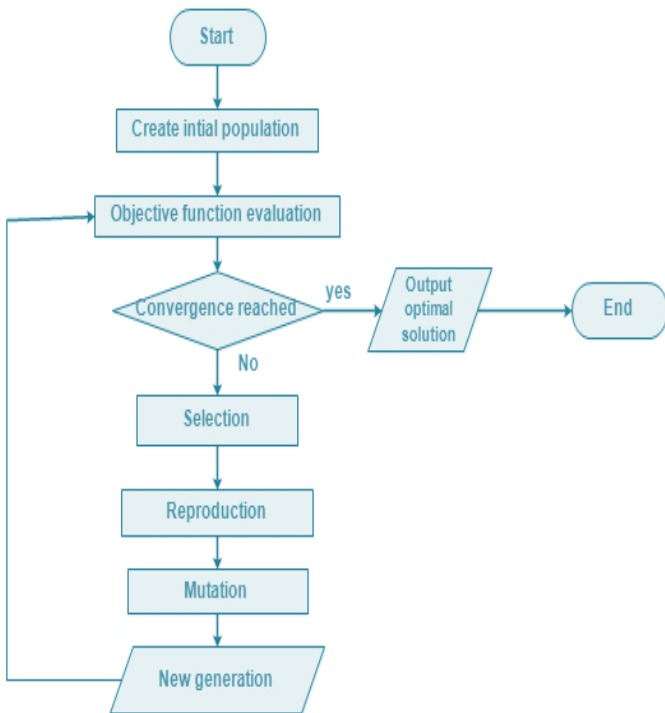 Start
Create intial population
Objective function evaluation
Convergence reached
yes
Output
optimal
solution
End
No
Selection
Reproduction
Mutation
New generation